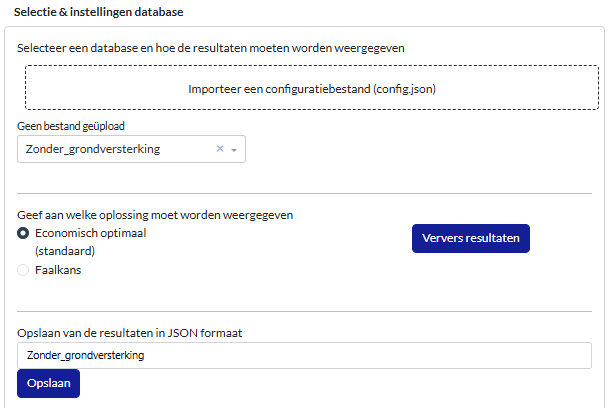 Selectie & instellingen database
Selecteer een database en hoe de resultaten moeten worden weergegeven
Importeer een configuratiebestand (config.json)
Geen bestand geüpload
Zonder_grondversterking
Geef aan welke oplossing moet worden weergegeven
Economisch optimaal
(standaard)
Ververs resultaten
Faalkans
Opslaan van de resultaten in JSON formaat
Zonder_grondversterking
Opslaan